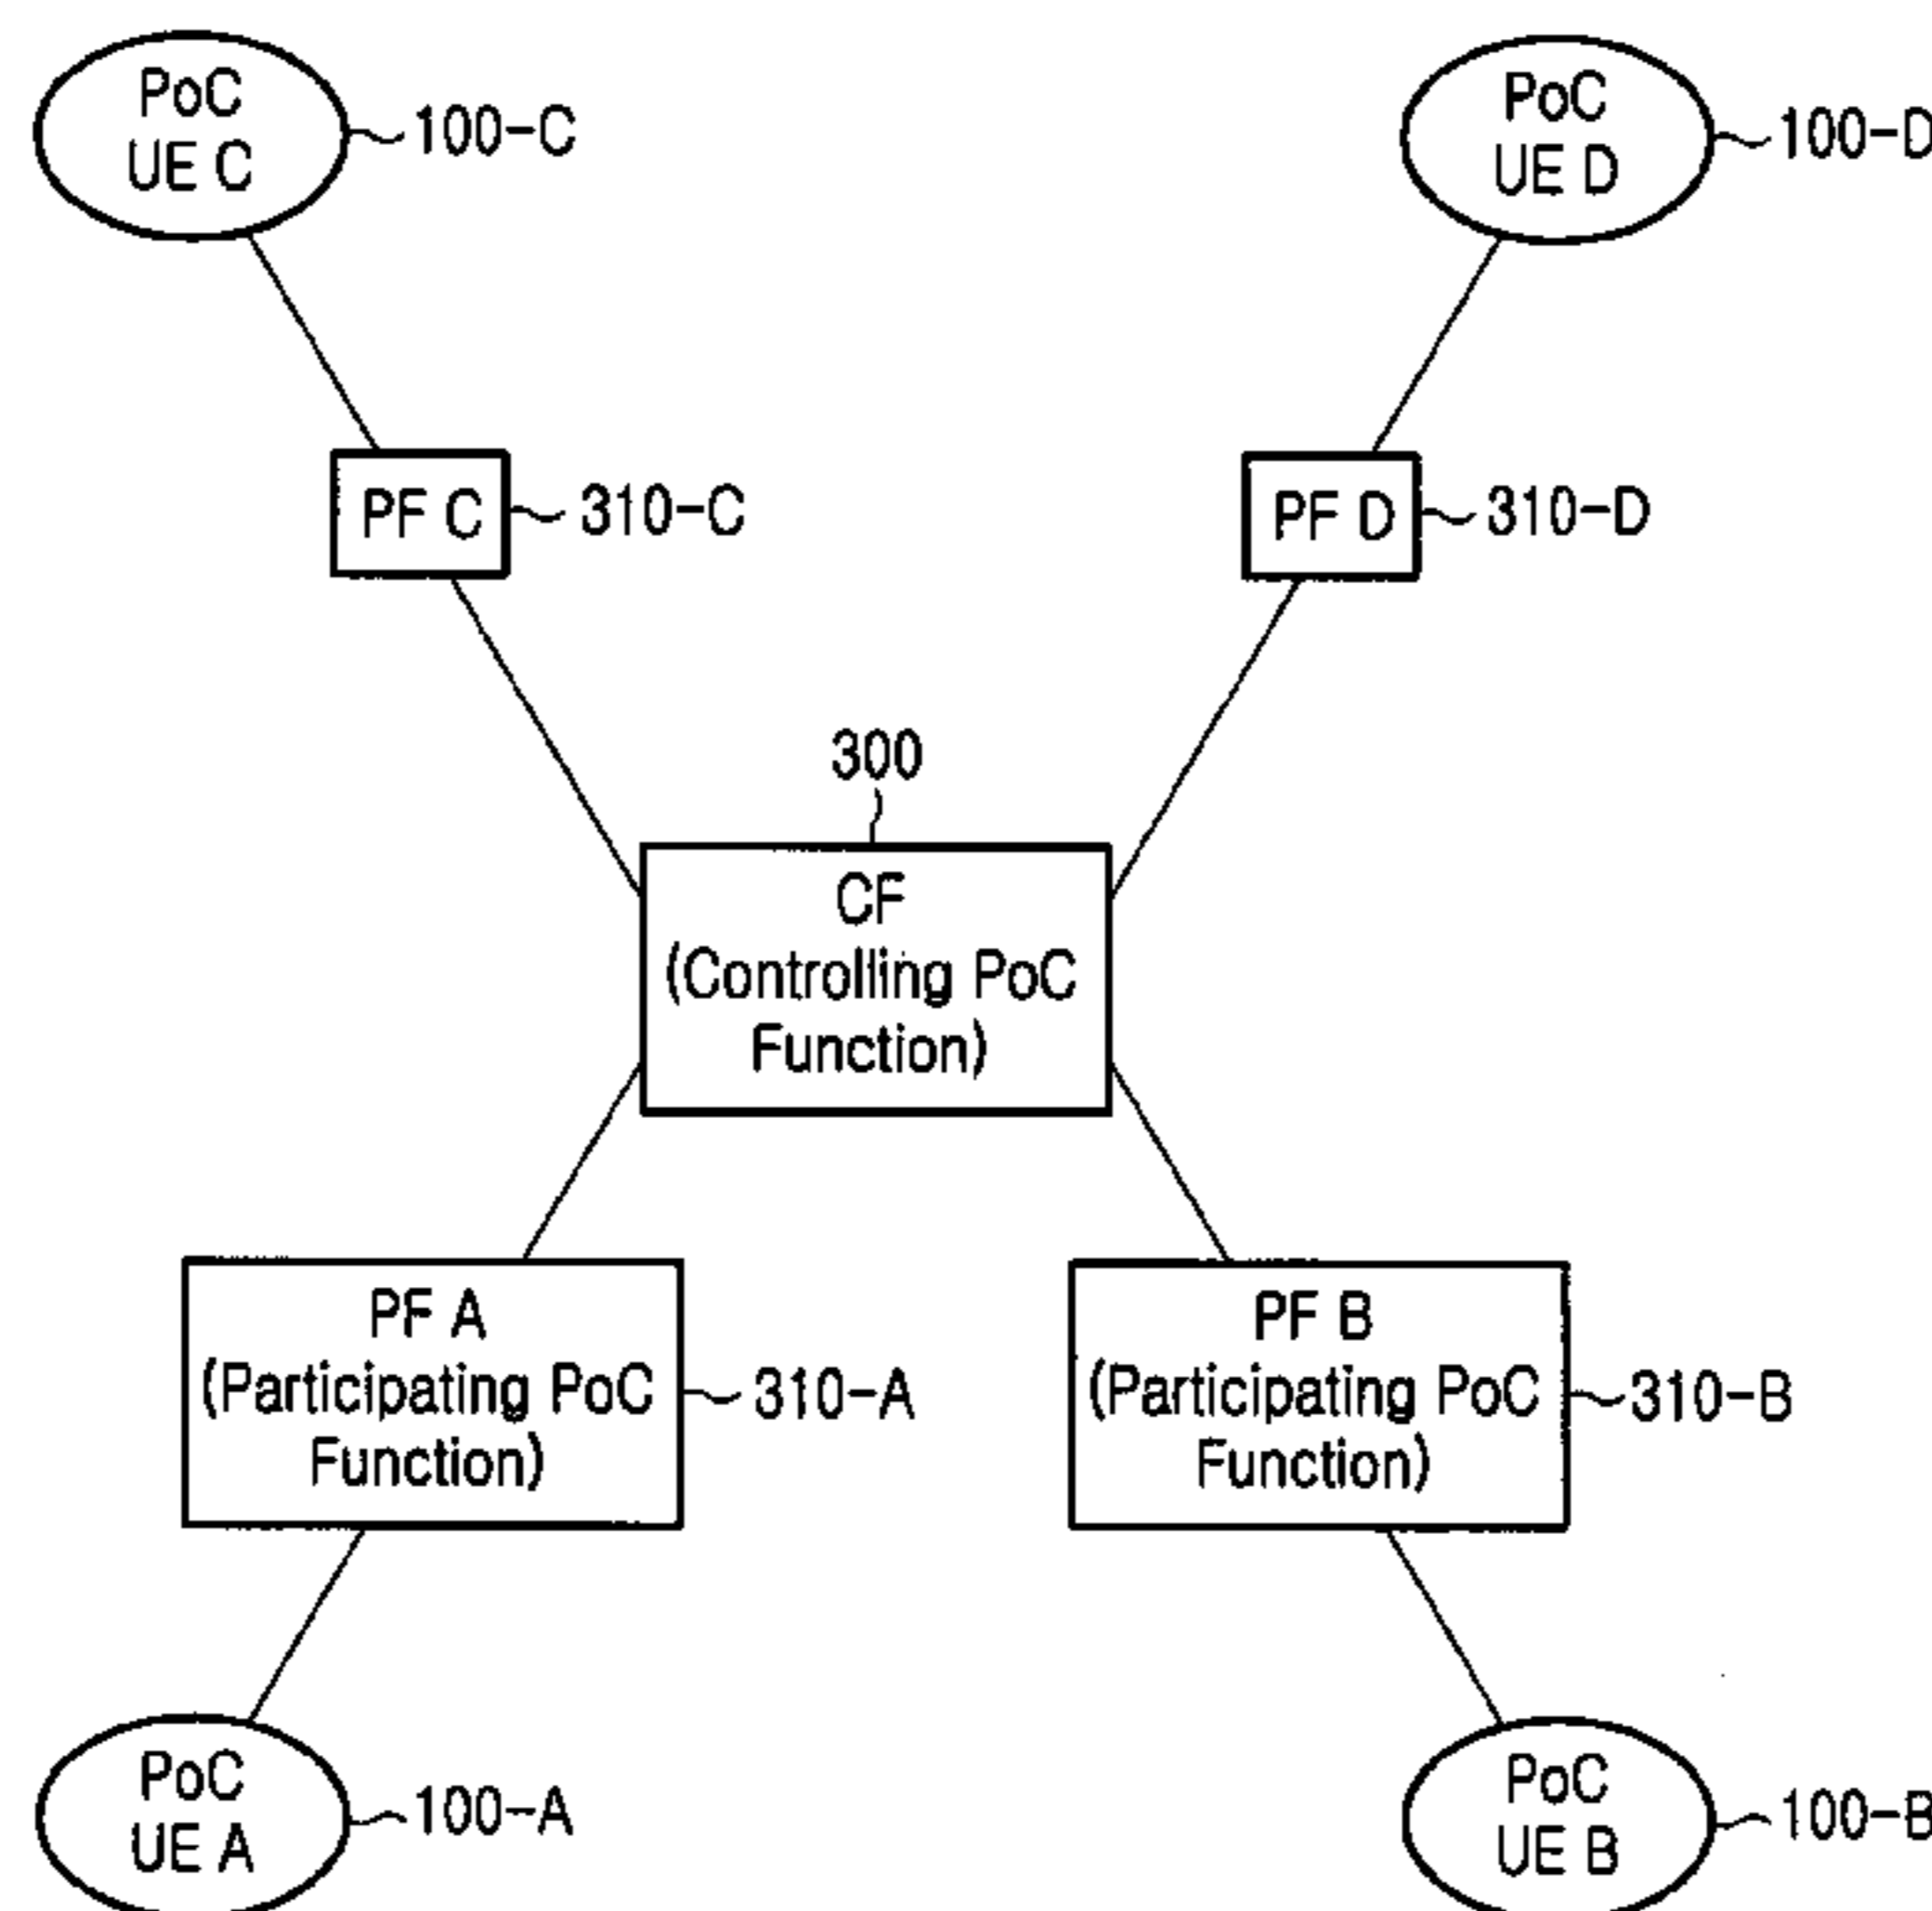 PoC
UE C
100-C
PoC
UE D
100-D
PF C
310-C
PF D
310-D
300
CF
(Controlling PoC
Function)
PF A
(Participating PoC
Function)
310-A
PF B
(Participating PoC
Function)
310-B
PoC
UE A
100-A
PoC
UE B
100-B